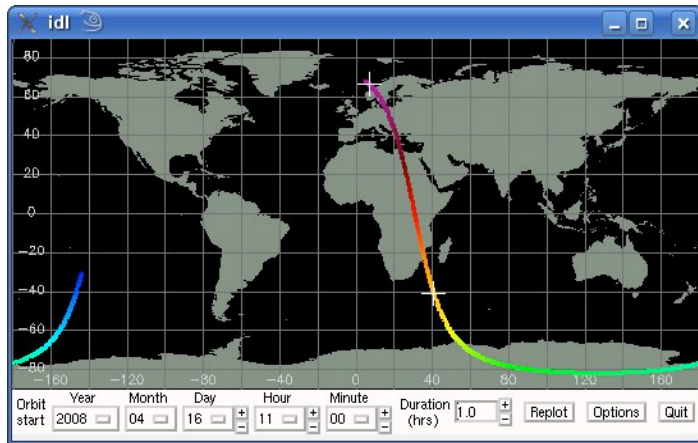 idl
80
60
40
20
0
-20
-40
-60
-80
-160 -120 -80 -40 0 40 80 120 160
Orbit start
Year Month Day Hour Minute
2008 04 16 11 00
+ - + - + -
Duration (hrs) 1.0
Replot Options Quit